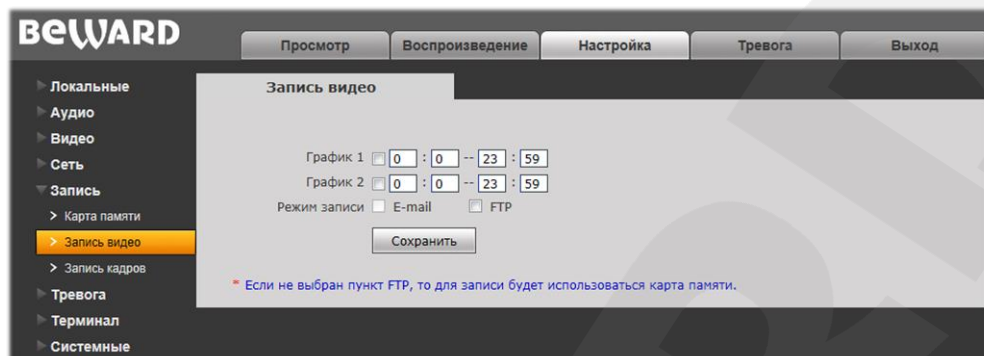 BEWARD
Просмотр Воспроизведение Настройка Тревога Выход
Локальные
Аудио
Видео
Сеть
Запись
> Карта памяти
> Запись видео
> Запись кадров
Тревога
Терминал
Системные
Запись видео
График 1 0 : 0 -- 23 : 59
График 2 0 : 0 -- 23 : 59
Режим записи E-mail FTP
Сохранить
* Если не выбран пункт FTP, то для записи будет использоваться карта памяти.